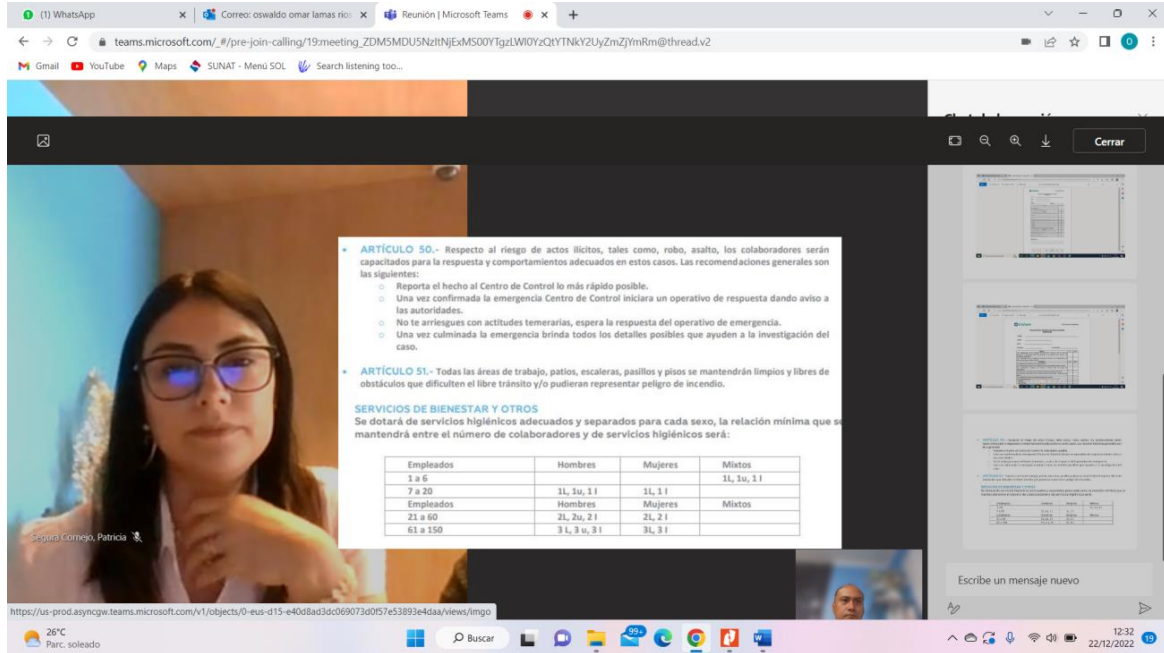 (1) WhatsApp
Correo: oswaldo omar lamas rios
Reunión | Microsoft Teams
teams.microsoft.com/_#/pre-join-calling/19:meeting_ZDM5MDU5NzItNjExMS00YTgzLWI0YzQtYTNkY2UyZmZjYmRm@thread.v2
Gmail
YouTube
Maps
SUNAT - Menú SOL
Search listening too...
Cerrar
• ARTÍCULO 50.- Respecto al riesgo de actos ilícitos, tales como, robo, asalto, los colaboradores serán
capacitados para la respuesta y comportamientos adecuados en estos casos. Las recomendaciones generales son
las siguientes:
○ Reporta el hecho al Centro de Control lo más rápido posible.
○ Una vez confirmada la emergencia Centro de Control iniciara un operativo de respuesta dando aviso a
las autoridades.
○ No te arriesgues con actitudes temerarias, espera la respuesta del operativo de emergencia.
○ Una vez culminada la emergencia brinda todos los detalles posibles que ayuden a la investigación del
caso.
• ARTÍCULO 51.- Todas las áreas de trabajo, patios, escaleras, pasillos y pisos se mantendrán limpios y libres de
obstáculos que dificulten el libre tránsito y/o pudieran representar peligro de incendio.
SERVICIOS DE BIENESTAR Y OTROS
Se dotará de servicios higiénicos adecuados y separados para cada sexo, la relación mínima que se
mantendrá entre el número de colaboradores y de servicios higiénicos será:
Empleados Hombres Mujeres Mixtos
1 a 6 1L, 1u, 1 I
7 a 20 1L, 1u, 1 I 1L, 1 I
Empleados Hombres Mujeres Mixtos
21 a 60 2L, 2u, 2 I 2L, 2 I
61 a 150 3 L, 3 u, 3 I 3L, 3 I
Segura Cornejo, Patricia
Escribe un mensaje nuevo
https://us-prod.asyncgw.teams.microsoft.com/v1/objects/0-eus-d15-e40d8ad3dc069073d0f57e53893e4daa/views/imgo
26°C
Parc. soleado
Buscar
99+
12:32
22/12/2022
19